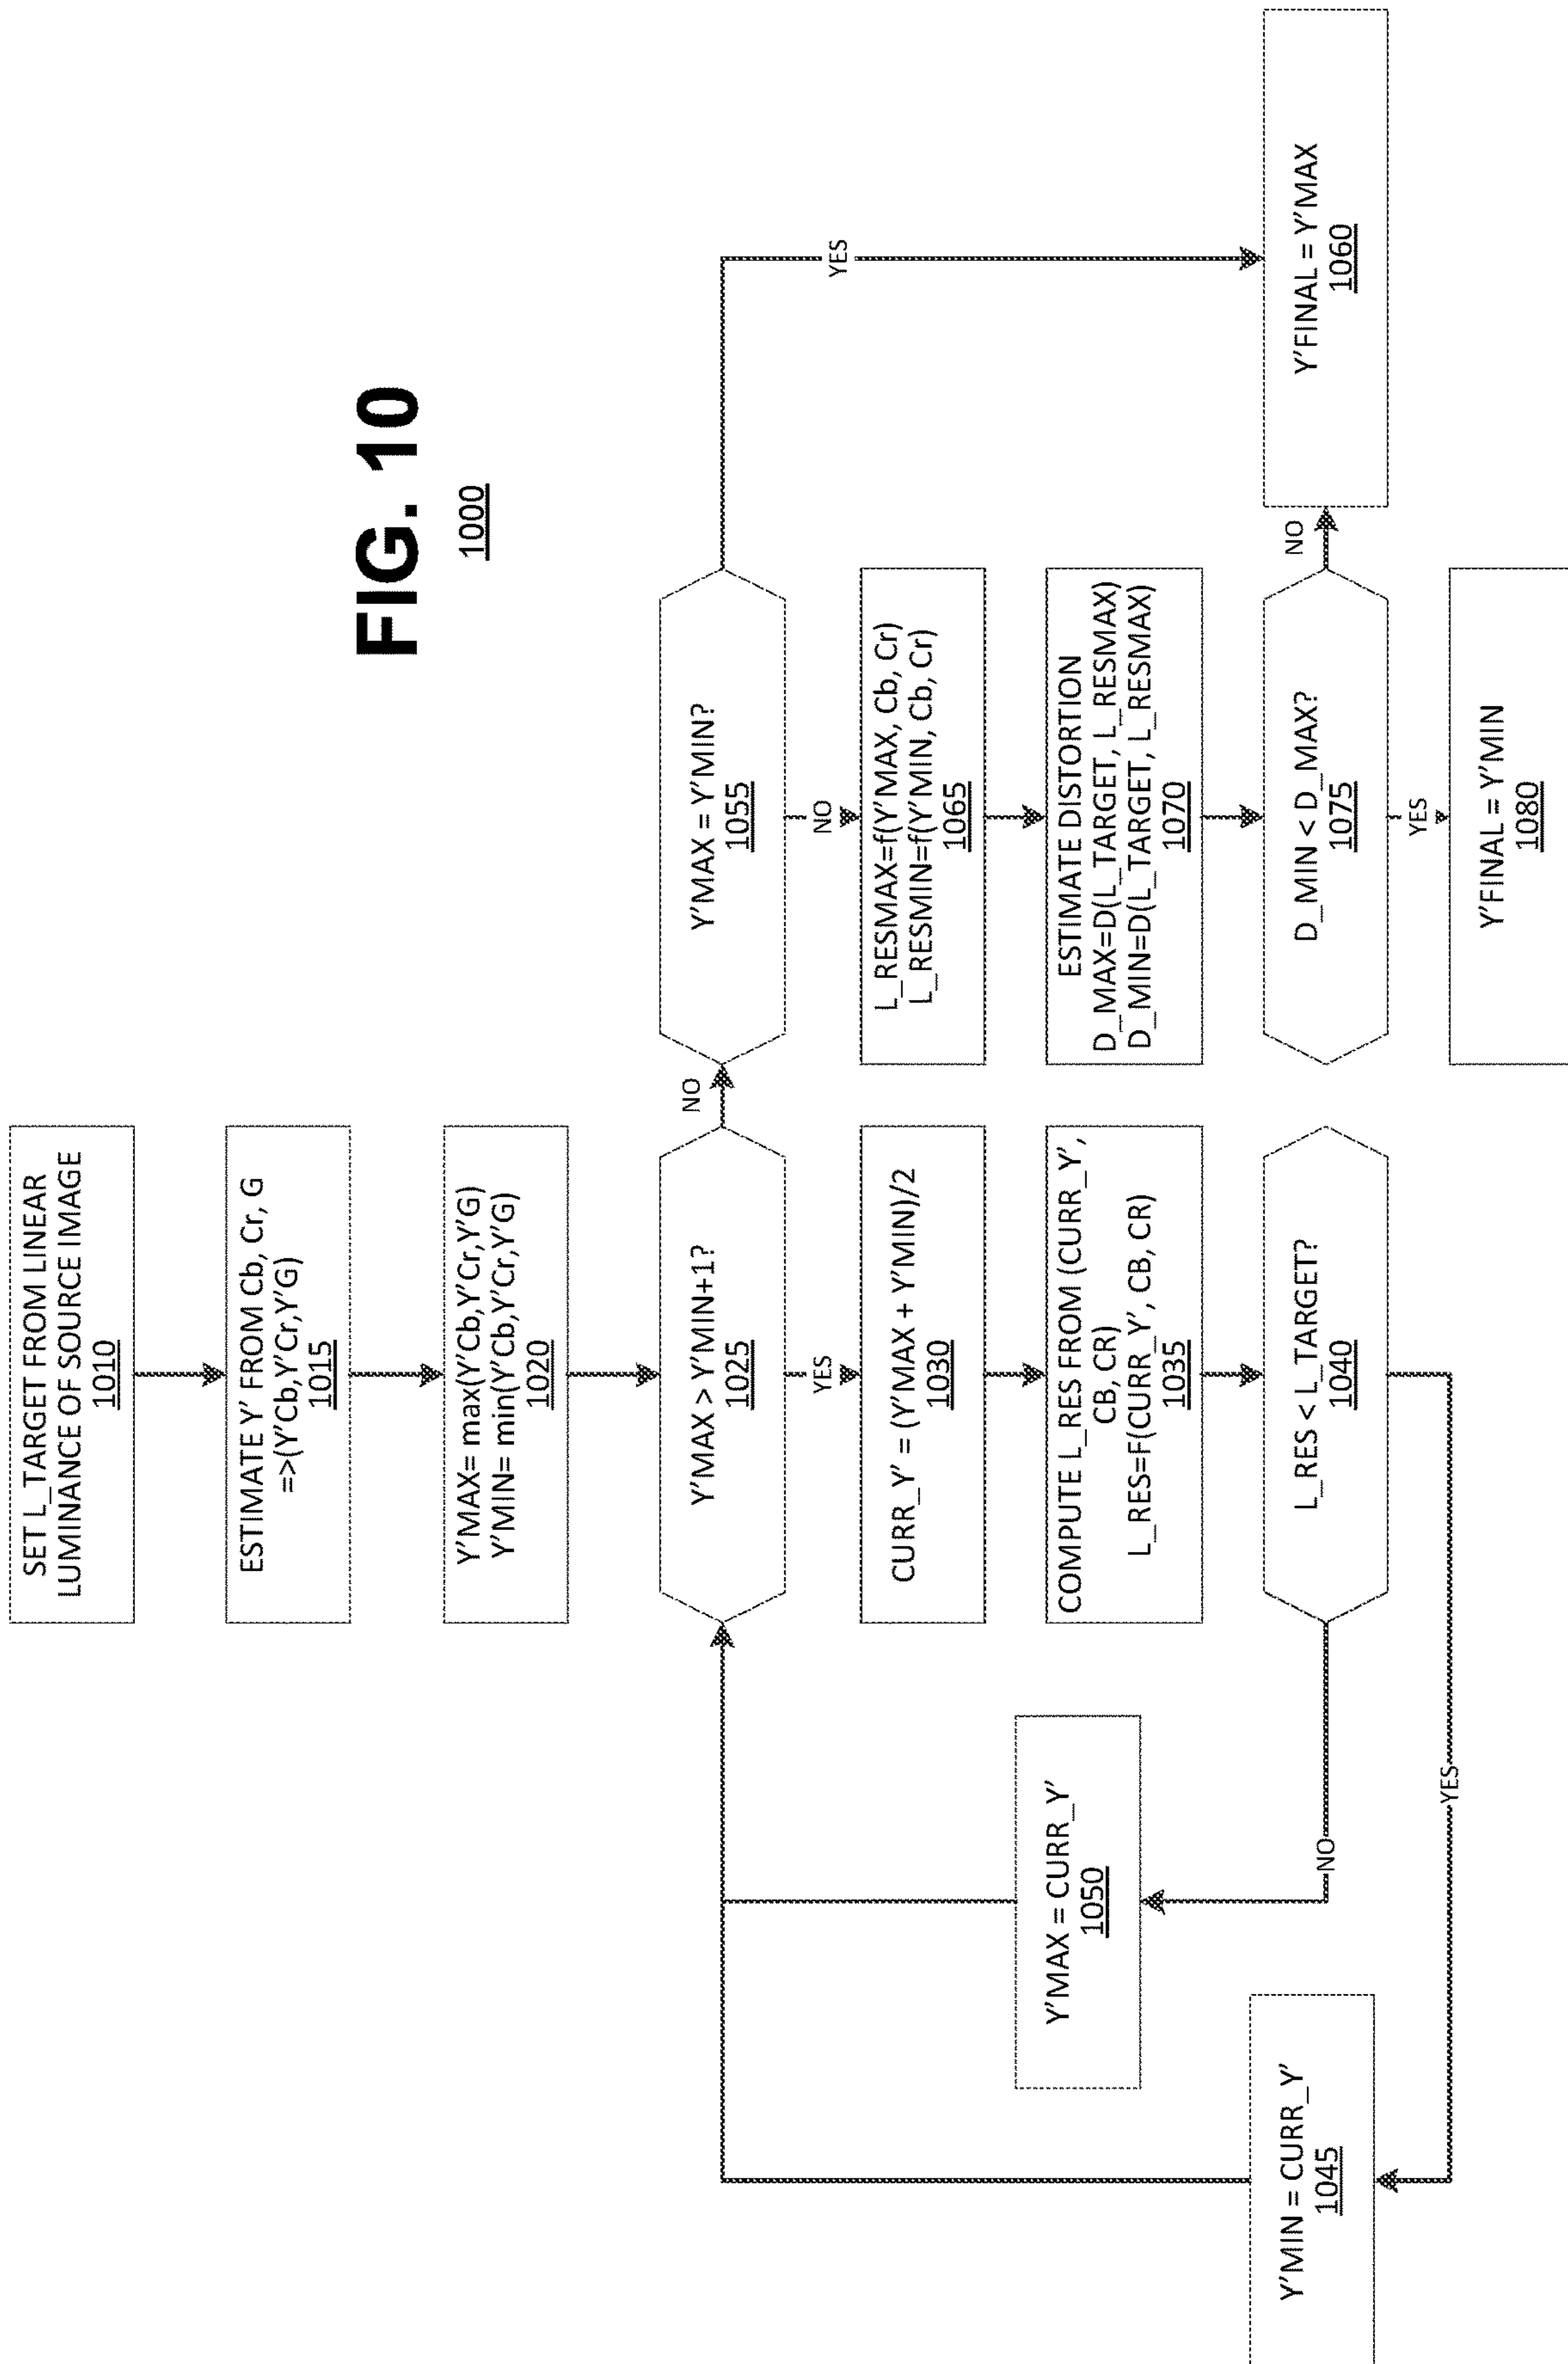 FIG. 10
1000
SET L_TARGET FROM LINEAR
LUMINANCE OF SOURCE IMAGE
1010
ESTIMATE Y' FROM Cb, Cr, G
=>(Y'Cb,Y'Cr,Y'G)
1015
Y'MAX= max(Y'Cb,Y'Cr,Y'G)
Y'MIN= min(Y'Cb,Y'Cr,Y'G)
1020
Y'MAX > Y'MIN+1?
1025
YES
NO
CURR_Y' = (Y'MAX + Y'MIN)/2
1030
COMPUTE L_RES FROM (CURR_Y',
CB, CR)
L_RES=F(CURR_Y', CB, CR)
1035
L_RES < L_TARGET?
1040
NO
YES
Y'MIN = CURR_Y'
1045
Y'MAX = CURR_Y'
1050
Y'MAX = Y'MIN?
1055
YES
NO
L_RESMAX=f(Y'MAX, Cb, Cr)
L_RESMIN=f(Y'MIN, Cb, Cr)
1065
ESTIMATE DISTORTION
D_MAX=D(L_TARGET, L_RESMAX)
D_MIN=D(L_TARGET, L_RESMAX)
1070
D_MIN < D_MAX?
1075
NO
YES
Y'FINAL = Y'MAX
1060
Y'FINAL = Y'MIN
1080